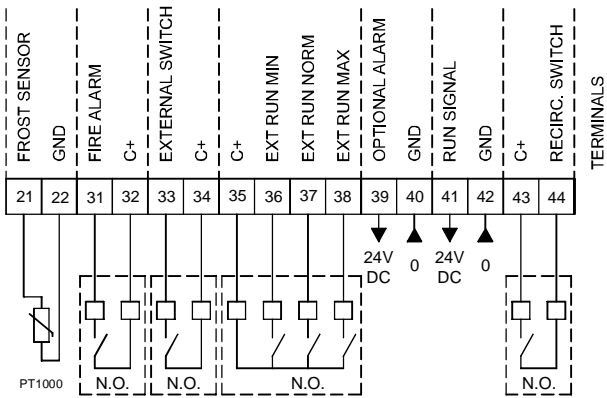 FROST SENSOR
GND
FIRE ALARM
C+
EXTERNAL SWITCH
C+
C+
EXT RUN MIN
EXT RUN NORM
EXT RUN MAX
OPTIONAL ALARM
GND
RUN SIGNAL
GND
C+
RECIRC. SWITCH
TERMINALS
21 22 31 32 33 34 35 36 37 38 39 40 41 42 43 44
24V
DC
0
24V
DC
0
PT1000
N.O.
N.O.
N.O.
N.O.